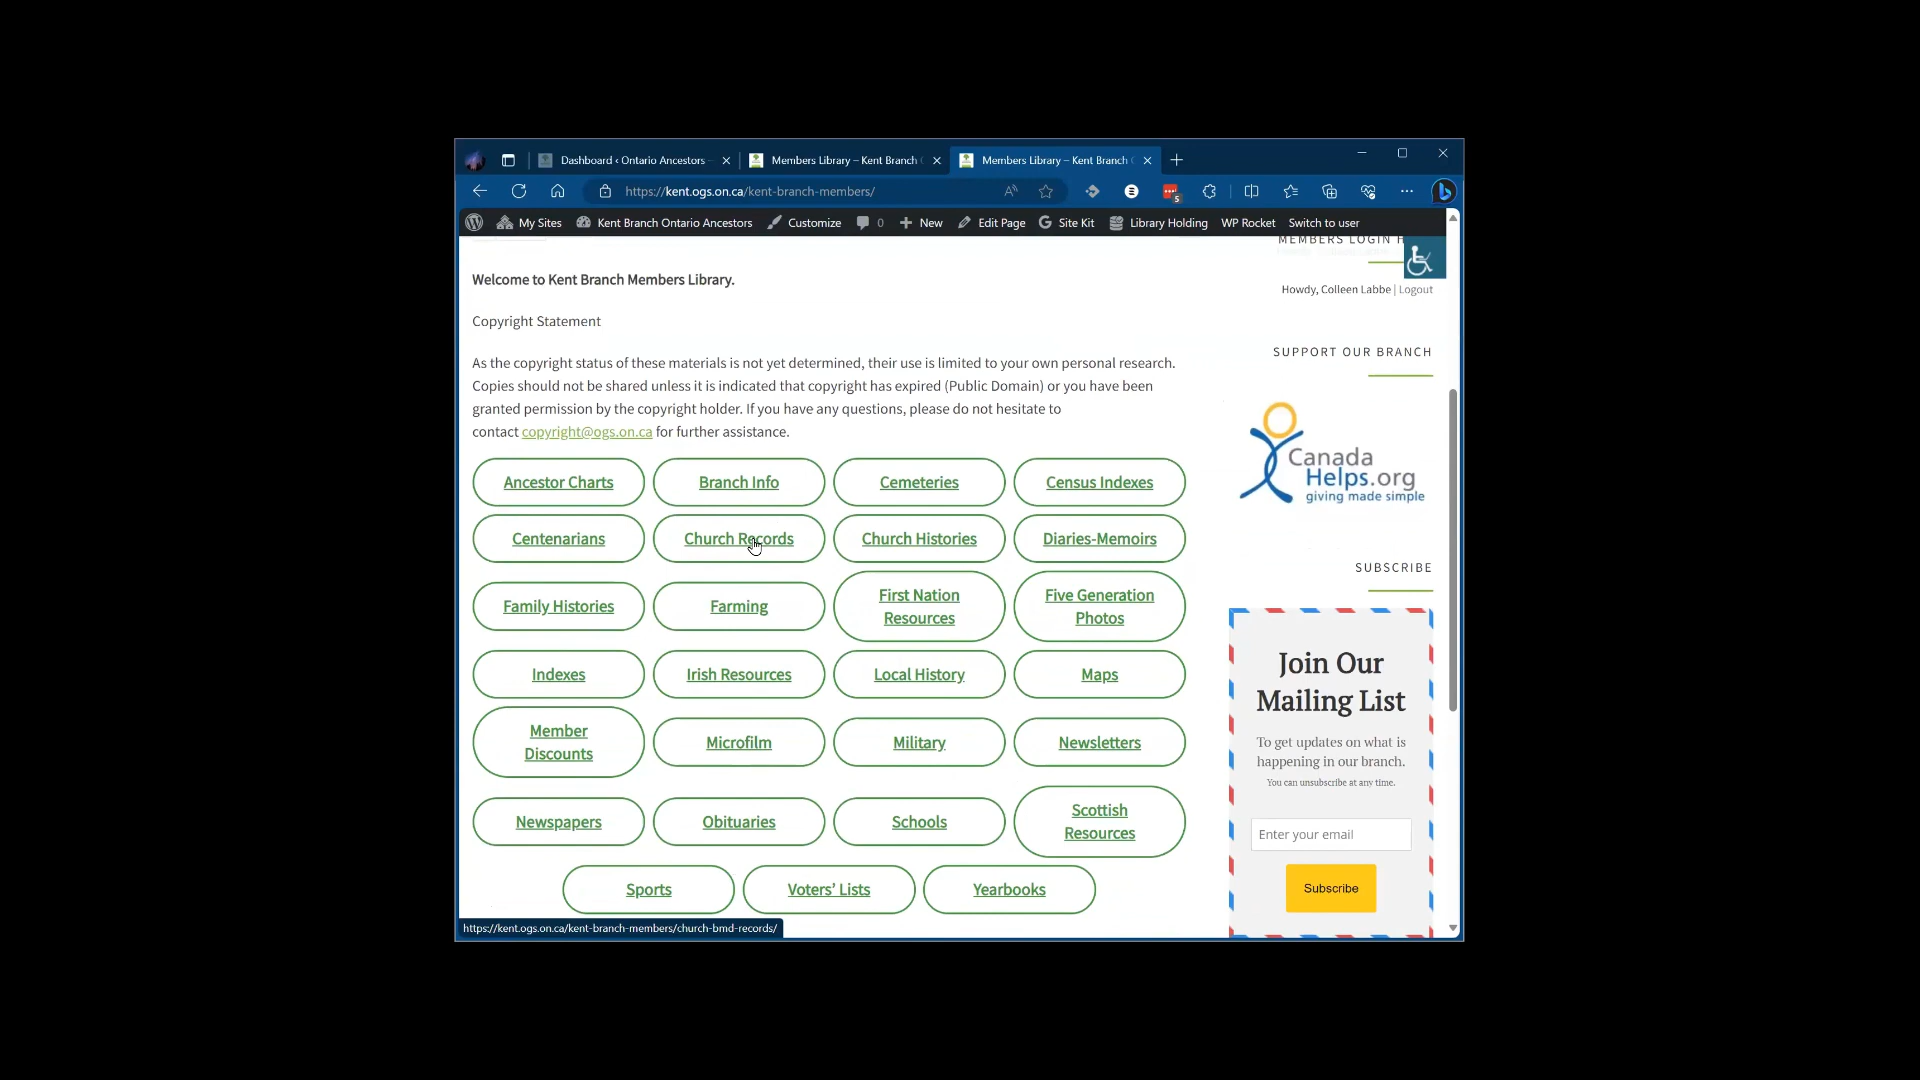 Dashboard ‹ Ontario Ancestors
Members Library – Kent Branch
Members Library – Kent Branch
https://kent.ogs.on.ca/kent-branch-members/
5
My Sites
Kent Branch Ontario Ancestors
Customize
0
New
Edit Page
Site Kit
Library Holding
WP Rocket
Switch to user
MEMBERS LOGIN
Howdy, Colleen Labbe | Logout
Welcome to Kent Branch Members Library.
Copyright Statement
As the copyright status of these materials is not yet determined, their use is limited to your own personal research.
Copies should not be shared unless it is indicated that copyright has expired (Public Domain) or you have been
granted permission by the copyright holder. If you have any questions, please do not hesitate to
contact copyright@ogs.on.ca for further assistance.
Ancestor Charts
Branch Info
Cemeteries
Census Indexes
Centenarians
Church Records
Church Histories
Diaries-Memoirs
Family Histories
Farming
First Nation
Resources
Five Generation
Photos
Indexes
Irish Resources
Local History
Maps
Member
Discounts
Microfilm
Military
Newsletters
Newspapers
Obituaries
Schools
Scottish
Resources
Sports
Voters’ Lists
Yearbooks
SUPPORT OUR BRANCH
Canada
Helps.org
giving made simple
SUBSCRIBE
Join Our
Mailing List
To get updates on what is
happening in our branch.
You can unsubscribe at any time.
Enter your email
Subscribe
https://kent.ogs.on.ca/kent-branch-members/church-bmd-records/